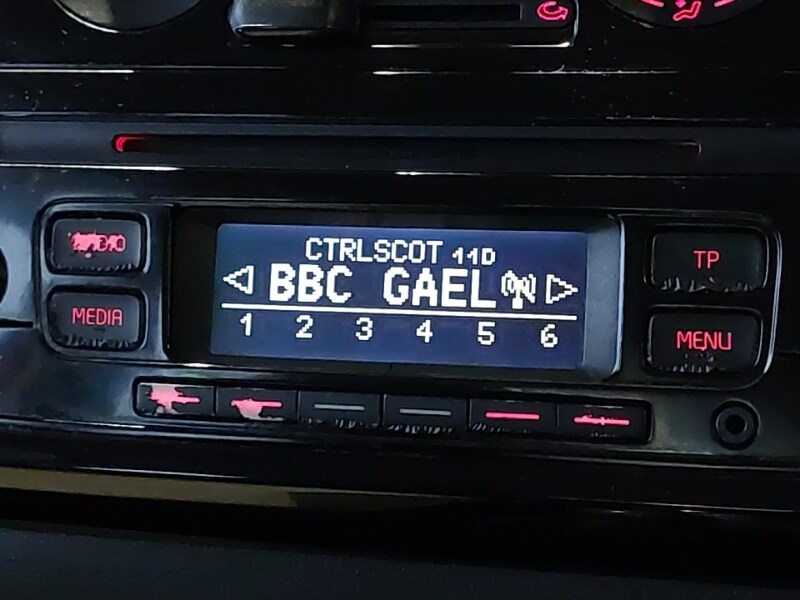 CTRLSCOT 11D
BBC GAEL
1 2 3 4 5 6
MEDIA
TP
MENU